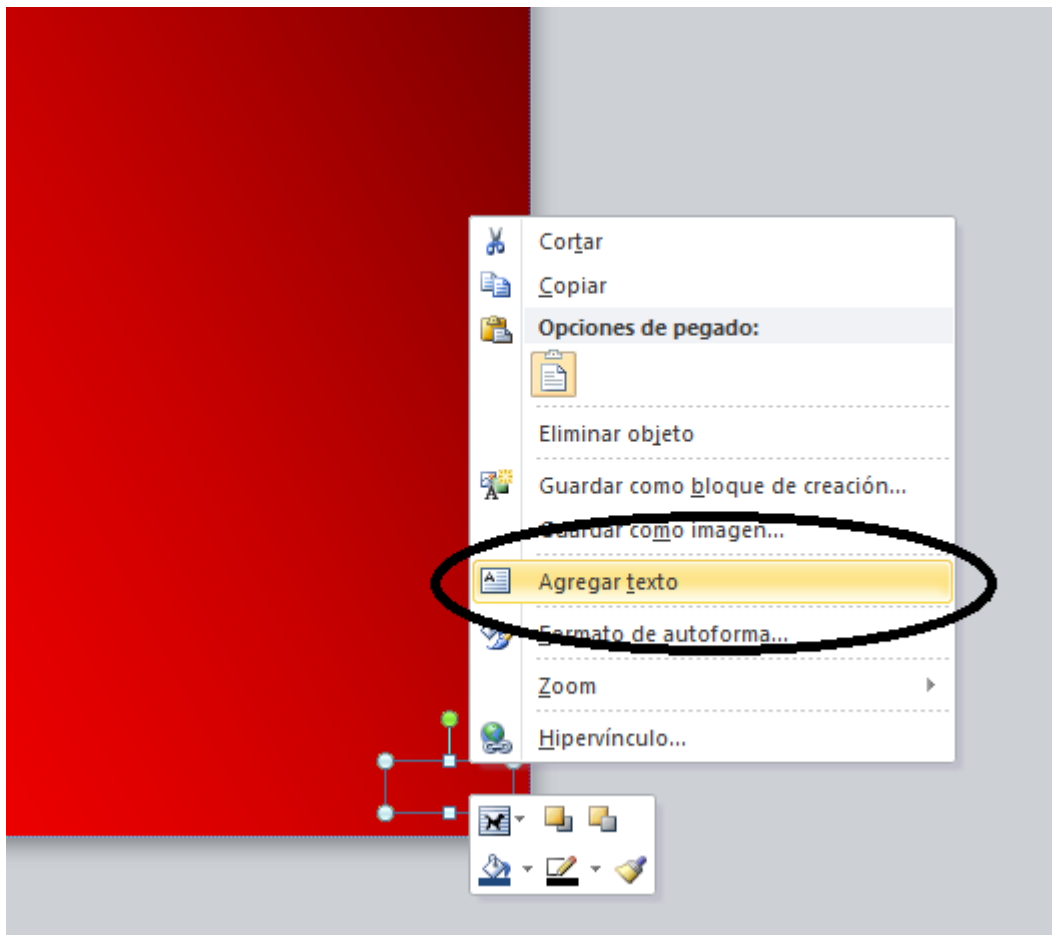 Cortar
Copiar
Opciones de pegado:
Eliminar objeto
Guardar como bloque de creación...
Guardar como imagen...
Agregar texto
Formato de autoforma...
Zoom
Hipervínculo...